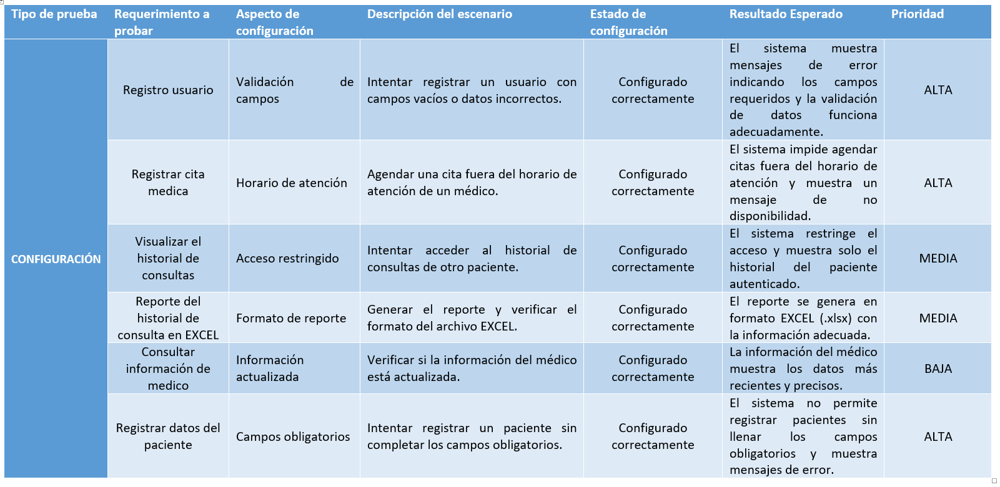 Tipo de prueba
Requerimiento a
probar
Aspecto de
configuración
Descripción del escenario
Estado de
configuración
Resultado Esperado
Prioridad
CONFIGURACIÓN
Registro usuario
Validación de
campos
Intentar registrar un usuario con
campos vacíos o datos incorrectos.
Configurado
correctamente
El sistema muestra
mensajes de error
indicando los campos
requeridos y la validación
de datos funciona
adecuadamente.
ALTA
Registrar cita
medica
Horario de atención
Agendar una cita fuera del horario de
atención de un médico.
Configurado
correctamente
El sistema impide agendar
citas fuera del horario de
atención y muestra un
mensaje de no
disponibilidad.
ALTA
Visualizar el
historial de
consultas
Acceso restringido
Intentar acceder al historial de
consultas de otro paciente.
Configurado
correctamente
El sistema restringe el
acceso y muestra solo el
historial del paciente
autenticado.
MEDIA
Reporte del
historial de
consulta en EXCEL
Formato de reporte
Generar el reporte y verificar el
formato del archivo EXCEL.
Configurado
correctamente
El reporte se genera en
formato EXCEL (.xlsx) con
la información adecuada.
MEDIA
Consultar
información de
medico
Información
actualizada
Verificar si la información del médico
está actualizada.
Configurado
correctamente
La información del médico
muestra los datos más
recientes y precisos.
BAJA
Registrar datos del
paciente
Campos obligatorios
Intentar registrar un paciente sin
completar los campos obligatorios.
Configurado
correctamente
El sistema no permite
registrar pacientes sin
llenar los campos
obligatorios y muestra
mensajes de error.
ALTA